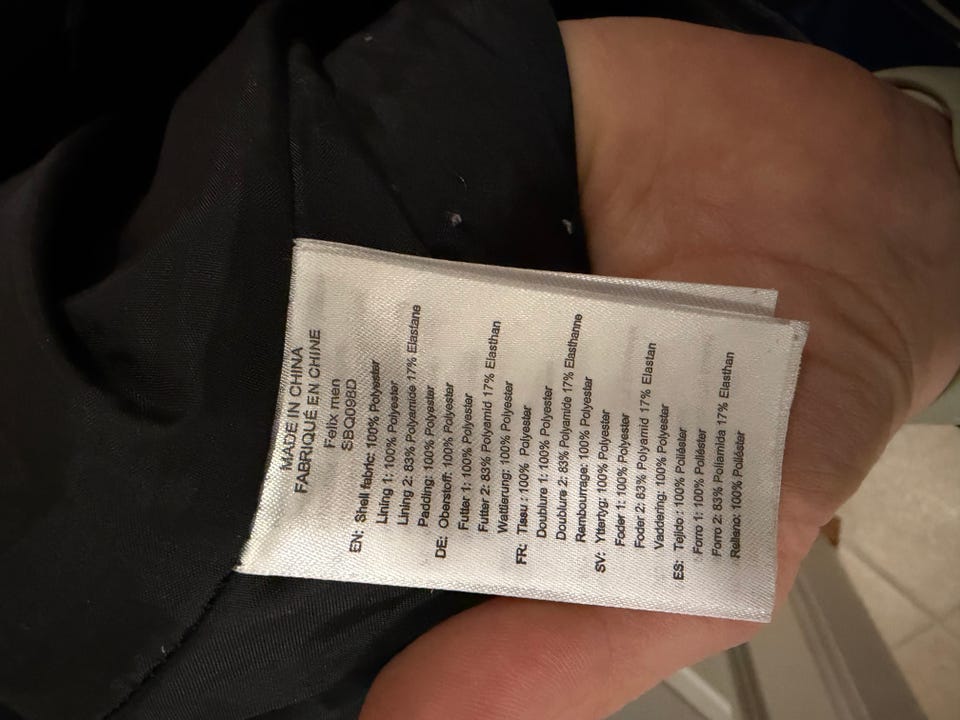 MADE IN CHINA
FABRIQUÉ EN CHINE
Felix men
SBQ098D
EN: Shell fabric: 100% Polyester
Lining 1: 100% Polyester
Lining 2: 83% Polyamide 17% Elastane
Padding: 100% Polyester
DE: Oberstoff: 100% Polyester
Futter 1: 100% Polyester
Futter 2: 83% Polyamid 17% Elasthan
Wattierung: 100% Polyester
FR: Tissu : 100% Polyester
Doublure 1: 100% Polyester
Doublure 2: 83% Polyamide 17% Elasthanne
Rembourrage: 100% Polyester
SV: Yttertyg: 100% Polyester
Foder 1: 100% Polyester
Foder 2: 83% Polyamid 17% Elastan
Vaddering: 100% Polyester
ES: Tejido : 100% Poliéster
Forro 1: 100% Poliéster
Forro 2: 83% Poliamida 17% Elasthan
Relleno: 100% Poliéster